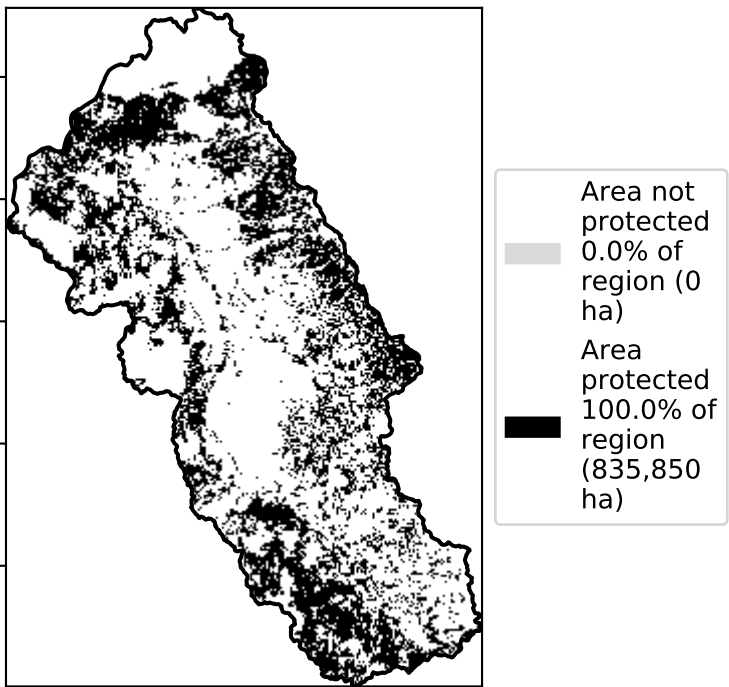 Area not
protected
0.0% of
region (0
ha)
Area
protected
100.0% of
region
(835,850
ha)